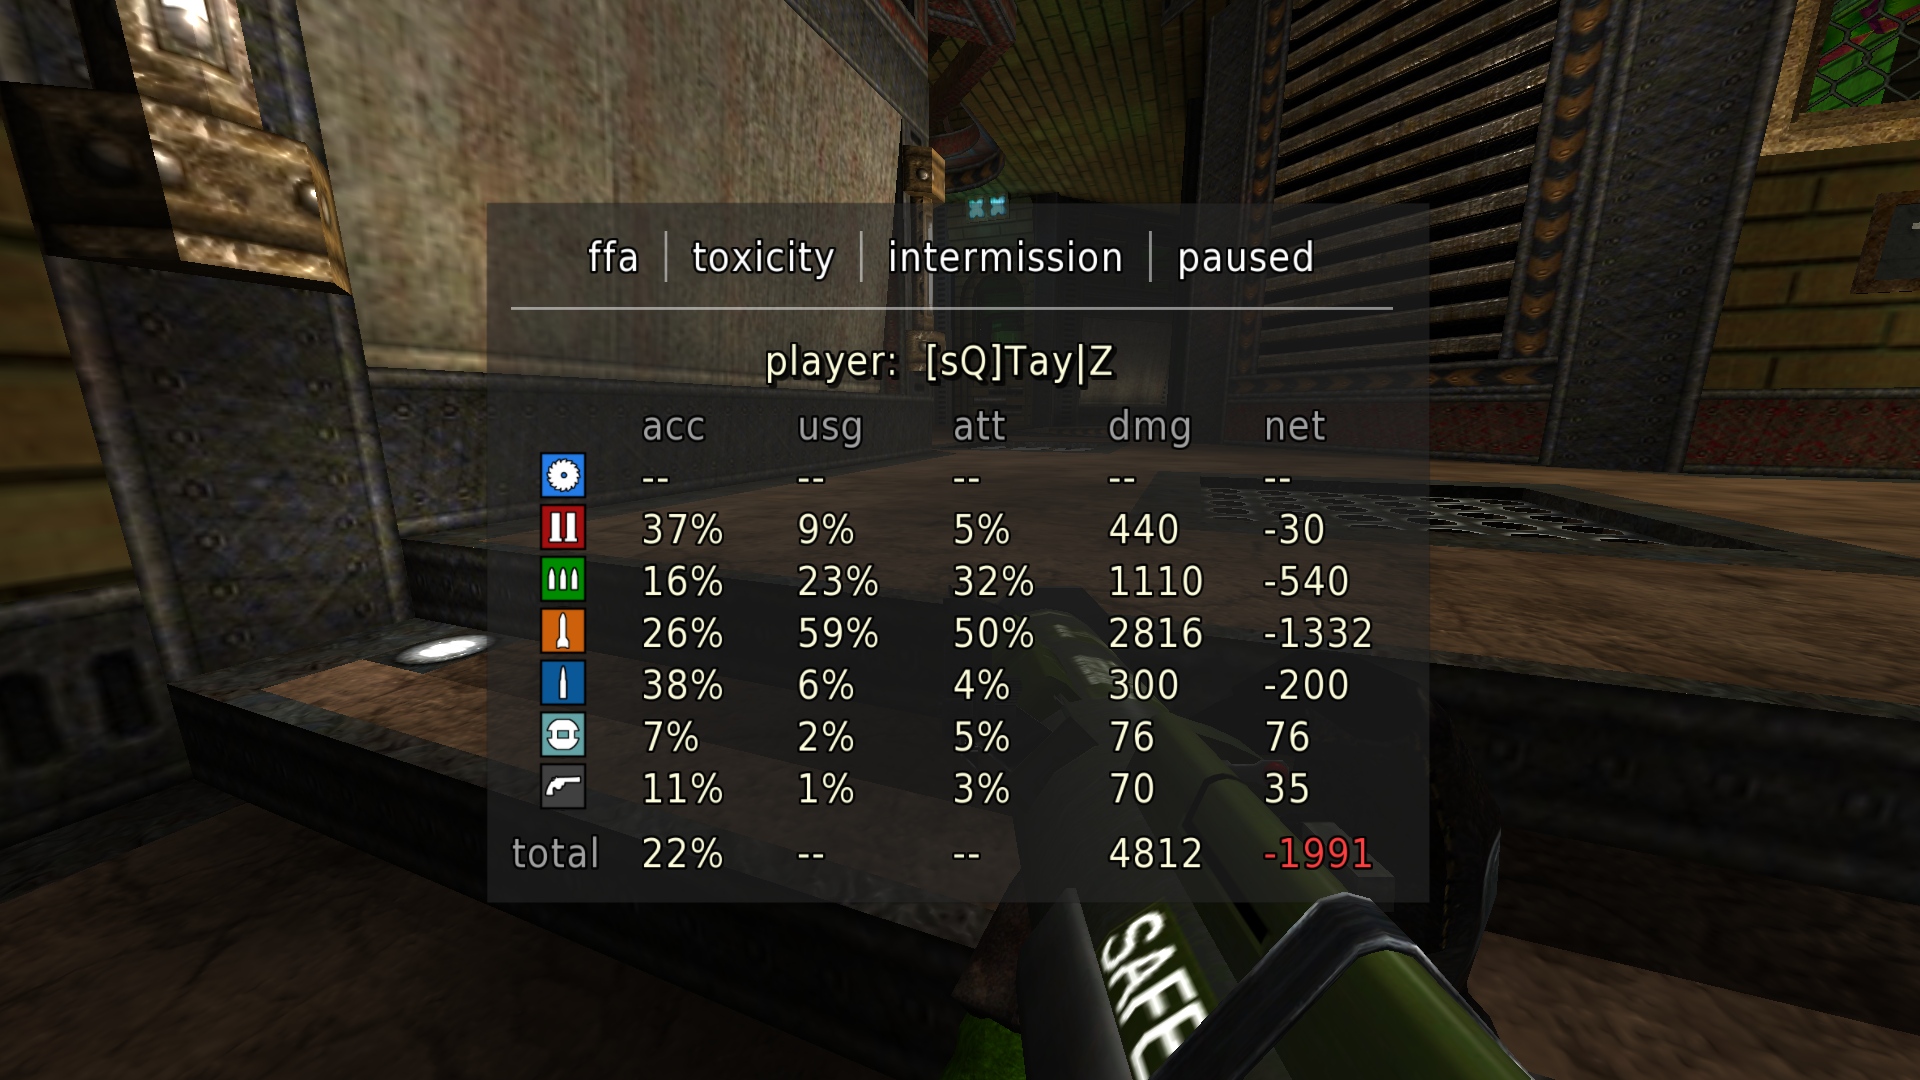 ffa | toxicity | intermission | paused
player: [sQ]Tay|Z
acc usg att dmg net
-- -- -- -- --
37% 9% 5% 440 -30
16% 23% 32% 1110 -540
26% 59% 50% 2816 -1332
38% 6% 4% 300 -200
7% 2% 5% 76 76
11% 1% 3% 70 35
total 22% -- -- 4812 -1991
SAFE